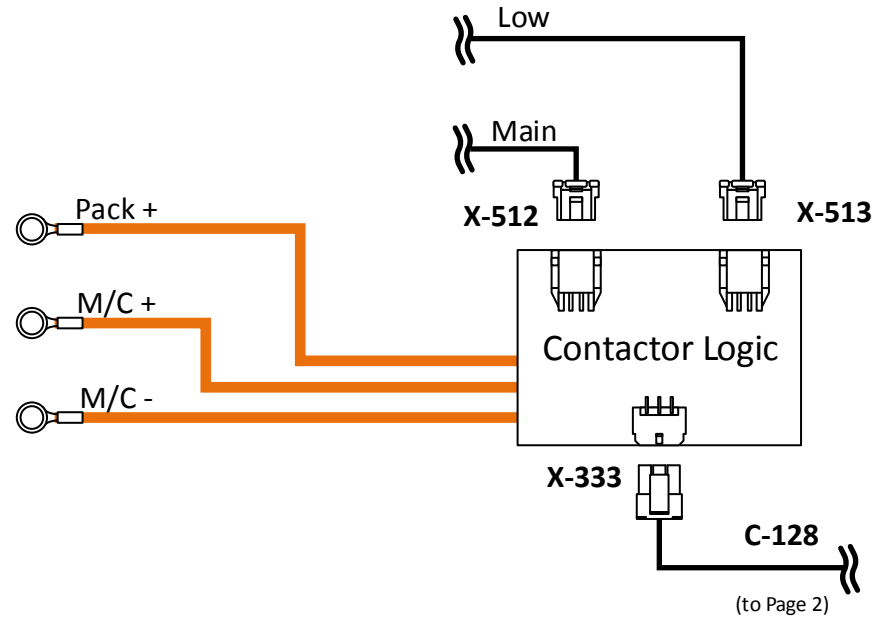 Low
Main
X-512
X-513
Pack +
M/C +
M/C -
Contactor Logic
X-333
C-128
(to Page 2)